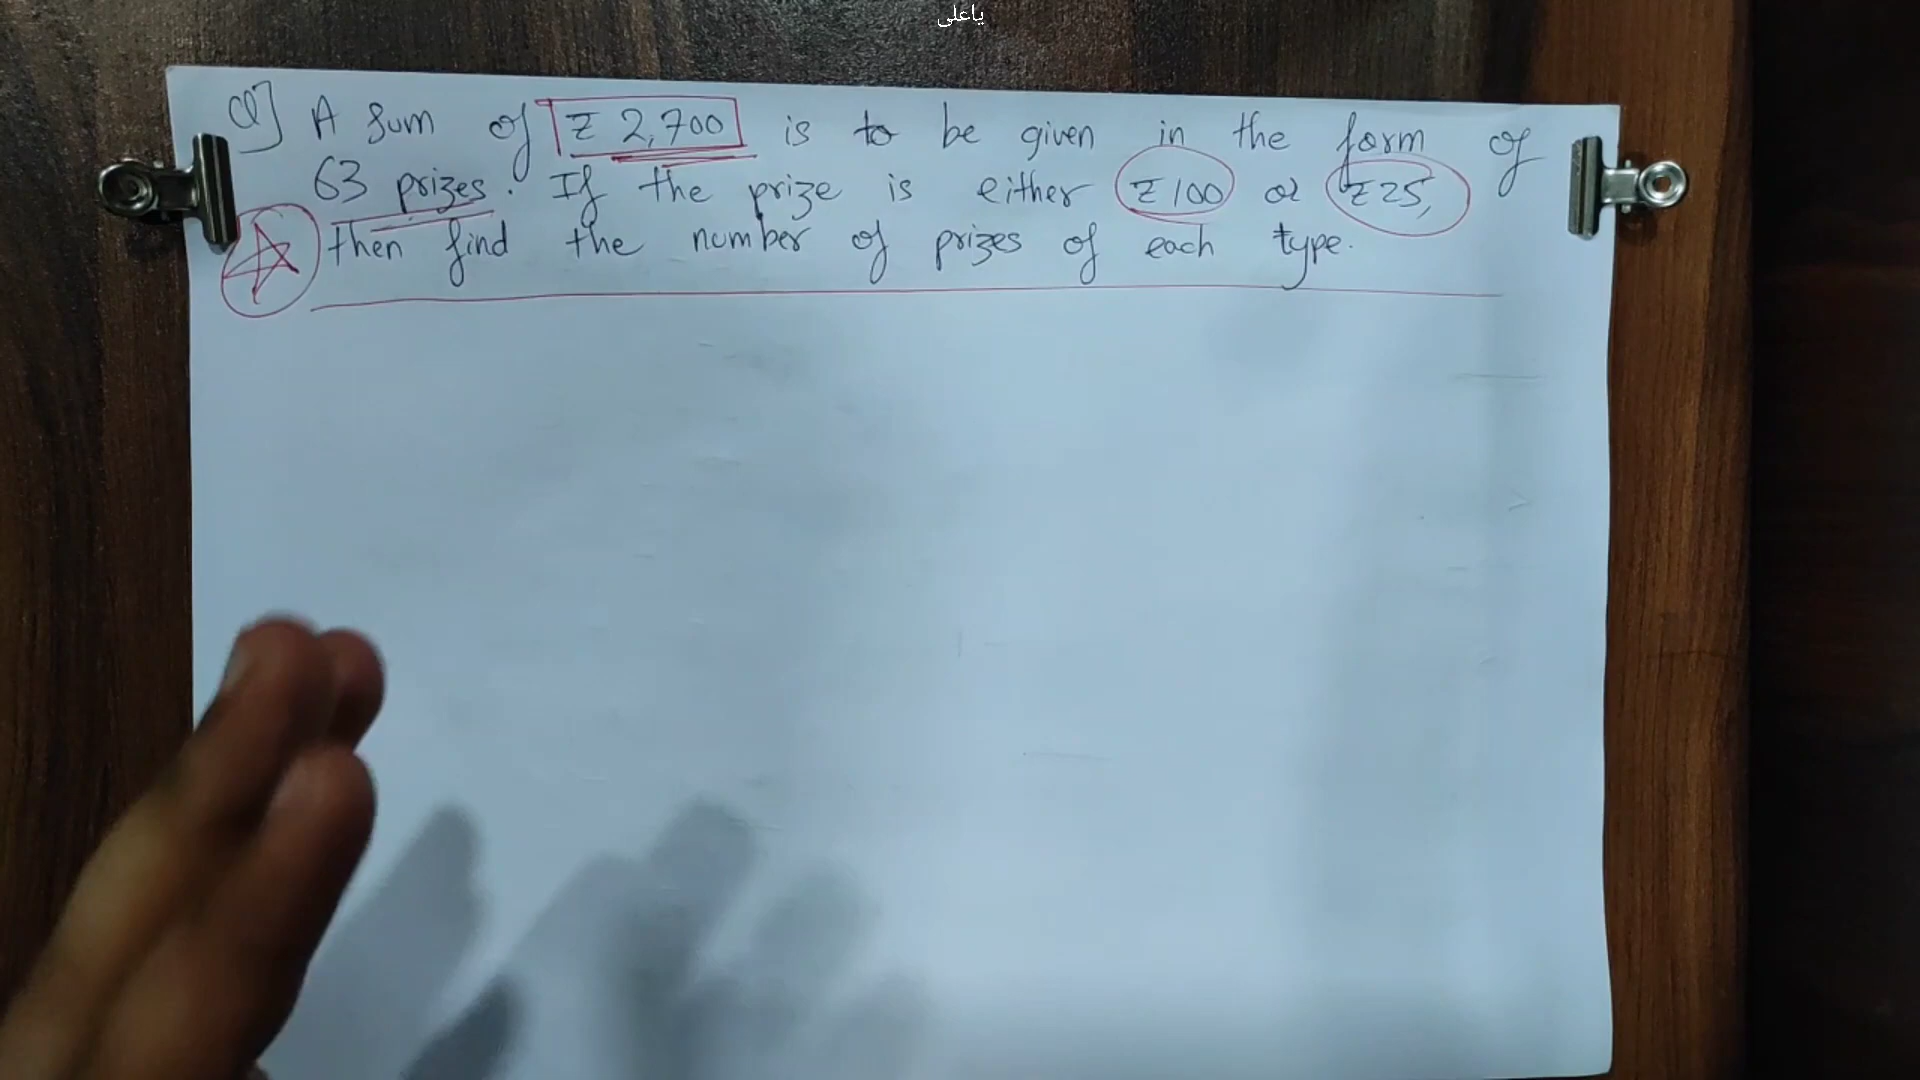 ياعلى
Q] A Sum of ₹ 2,700 is to be given in the form of
63 prizes. If the prize is either ₹100 or ₹25,
then find the number of prizes of each type.